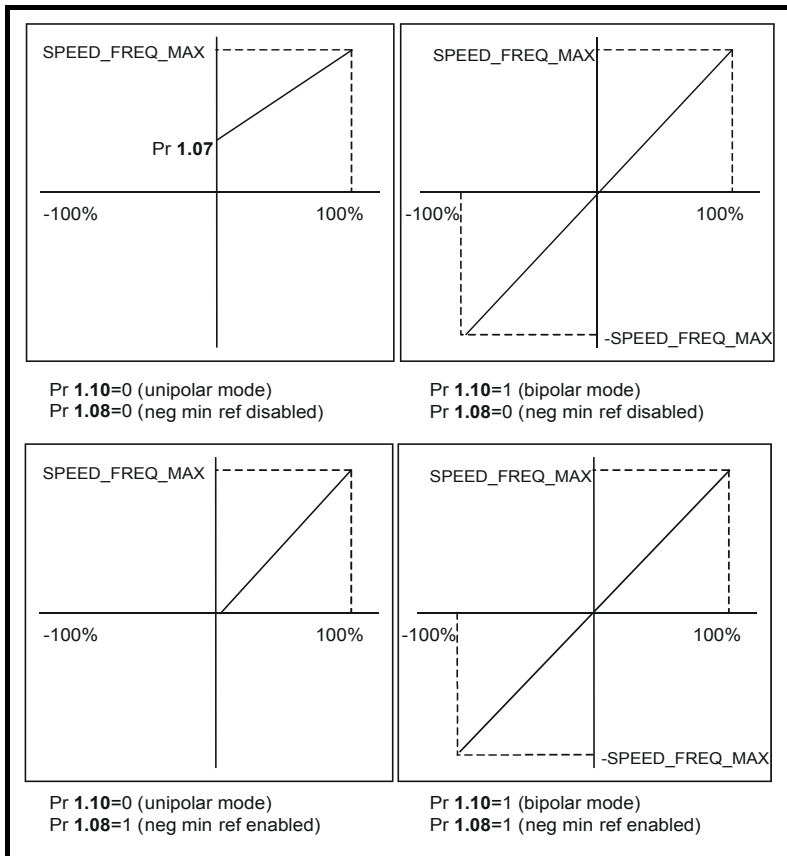 SPEED_FREQ_MAX
Pr 1.07
-100%
100%
Pr 1.10=0 (unipolar mode)
Pr 1.08=0 (neg min ref disabled)
SPEED_FREQ_MAX
-100%
100%
-SPEED_FREQ_MAX
Pr 1.10=1 (bipolar mode)
Pr 1.08=0 (neg min ref disabled)
SPEED_FREQ_MAX
-100%
100%
Pr 1.10=0 (unipolar mode)
Pr 1.08=1 (neg min ref enabled)
SPEED_FREQ_MAX
-100%
100%
-SPEED_FREQ_MAX
Pr 1.10=1 (bipolar mode)
Pr 1.08=1 (neg min ref enabled)